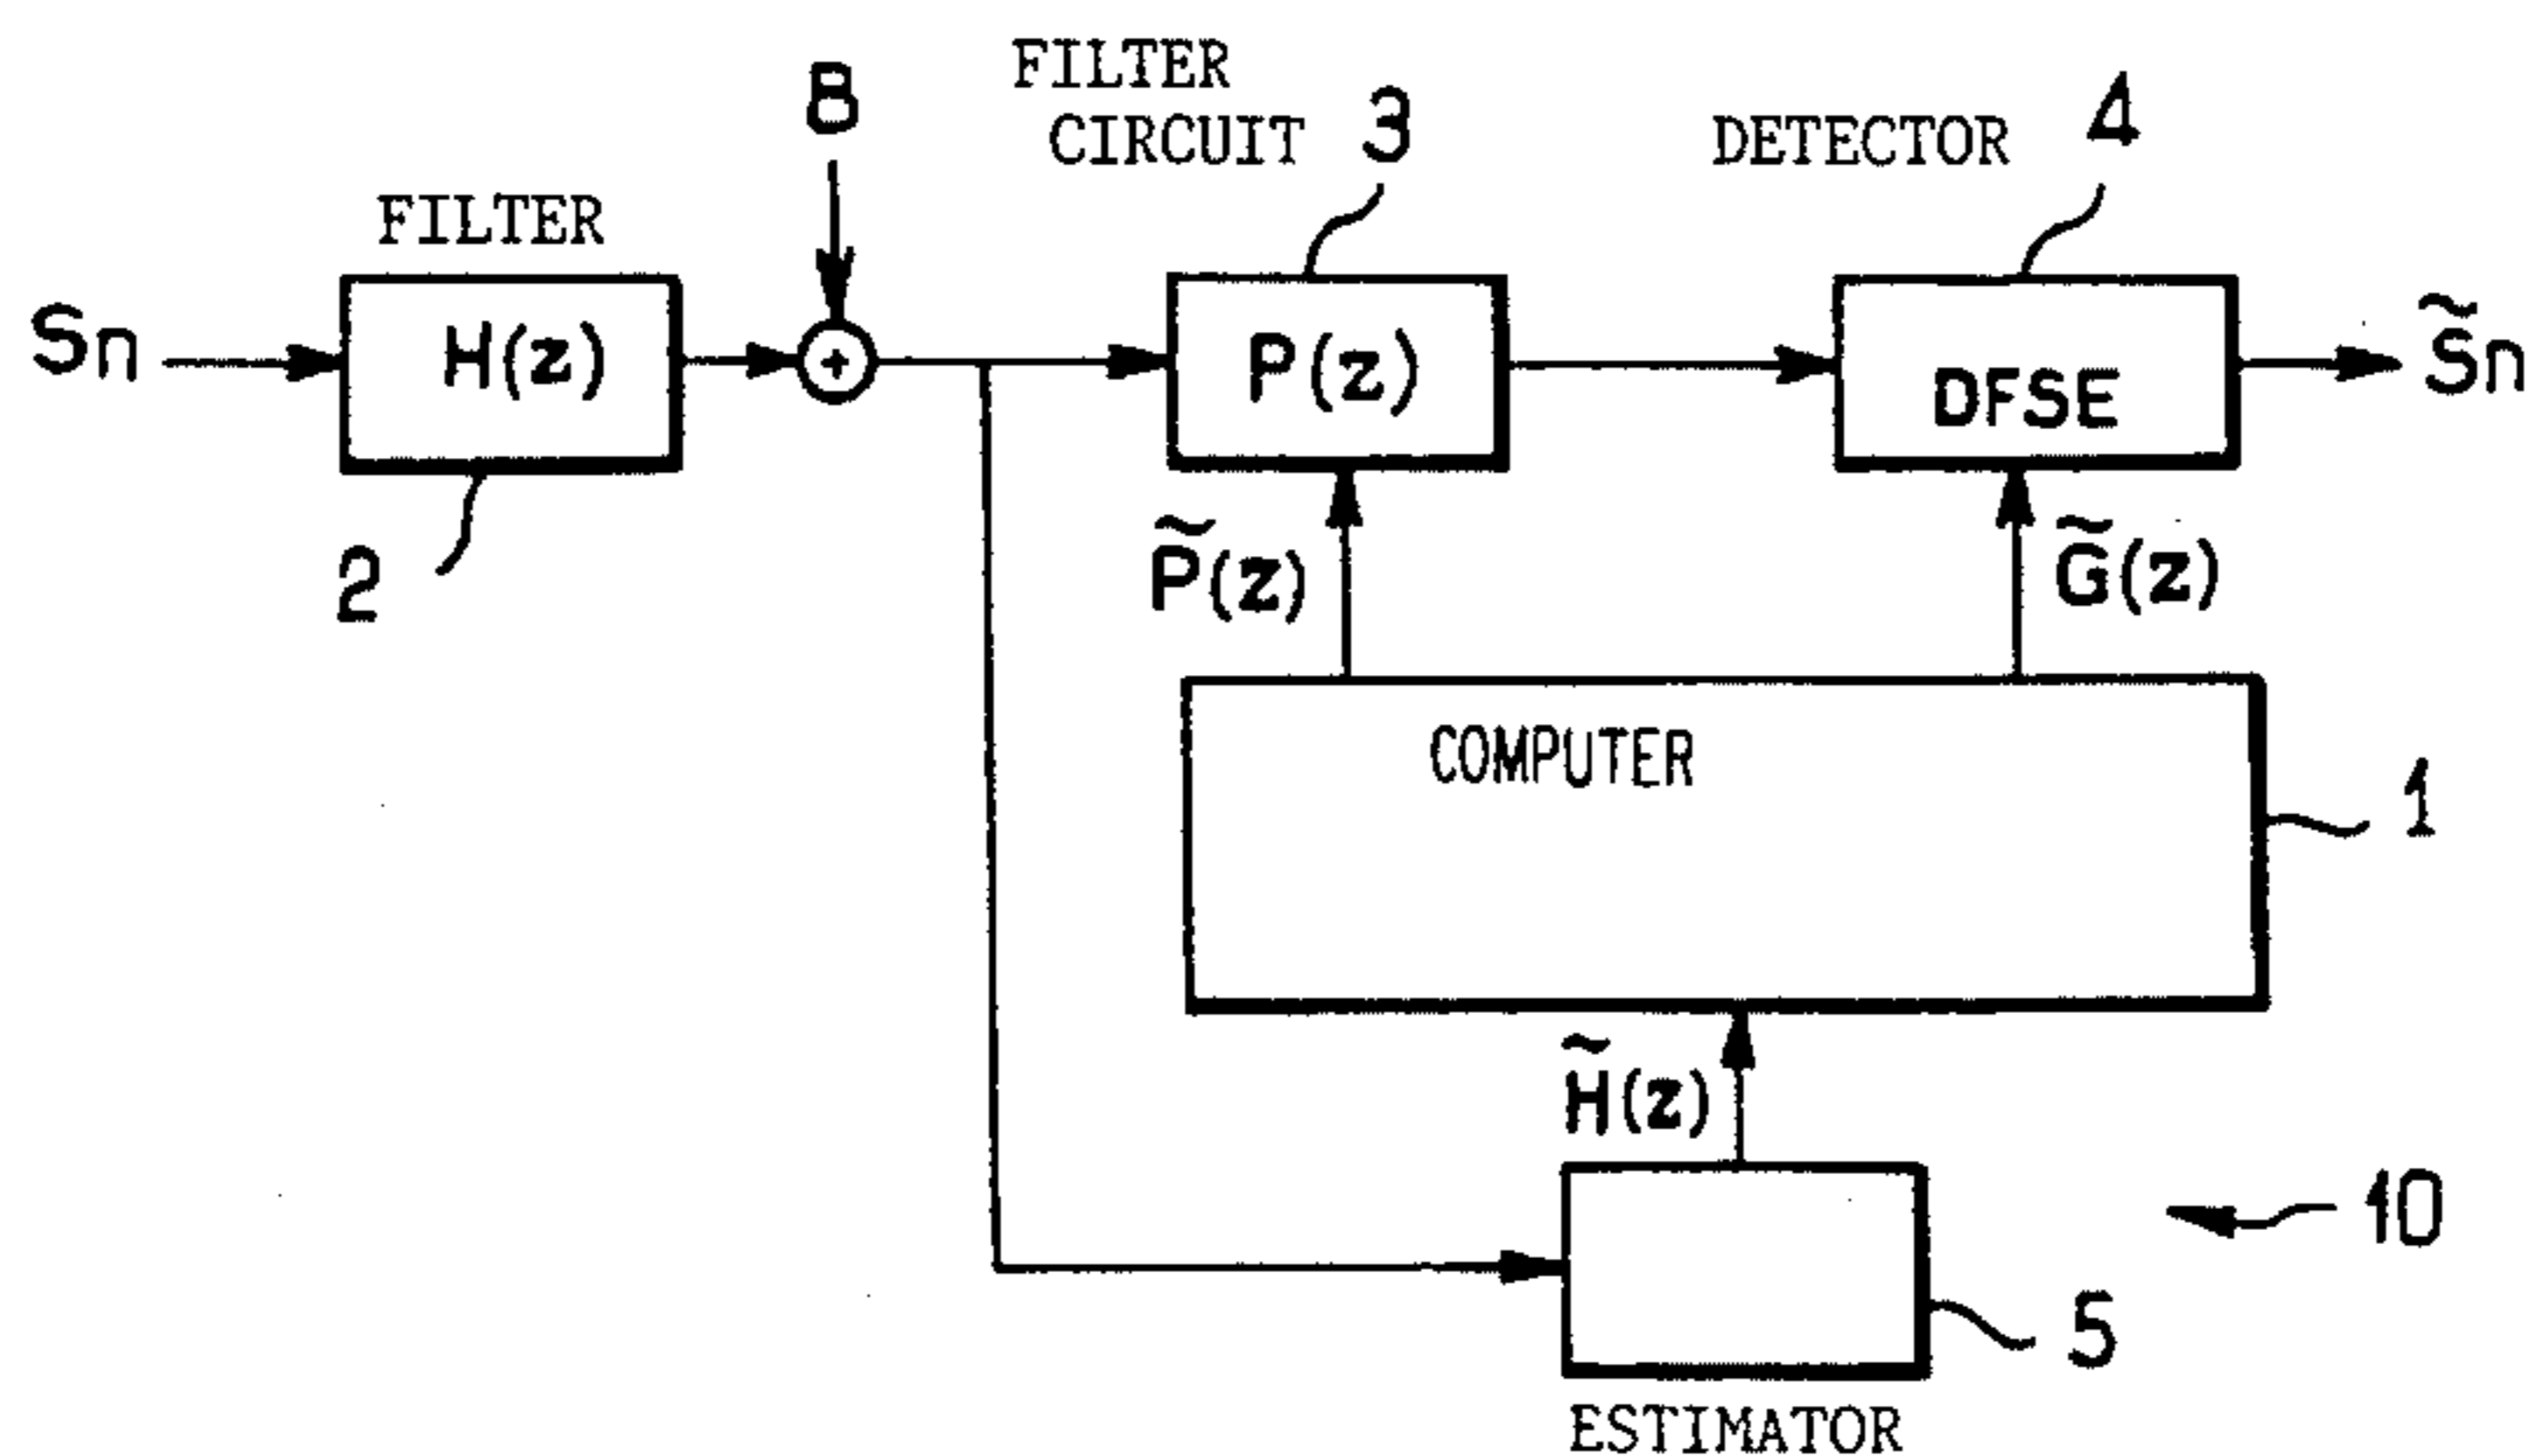 FILTER
CIRCUIT
8
3
DETECTOR
4
FILTER
Sn
H(z)
+
P(z)
DFSE
S̃n
2
P̃(z)
G̃(z)
COMPUTER
1
H̃(z)
10
5
ESTIMATOR